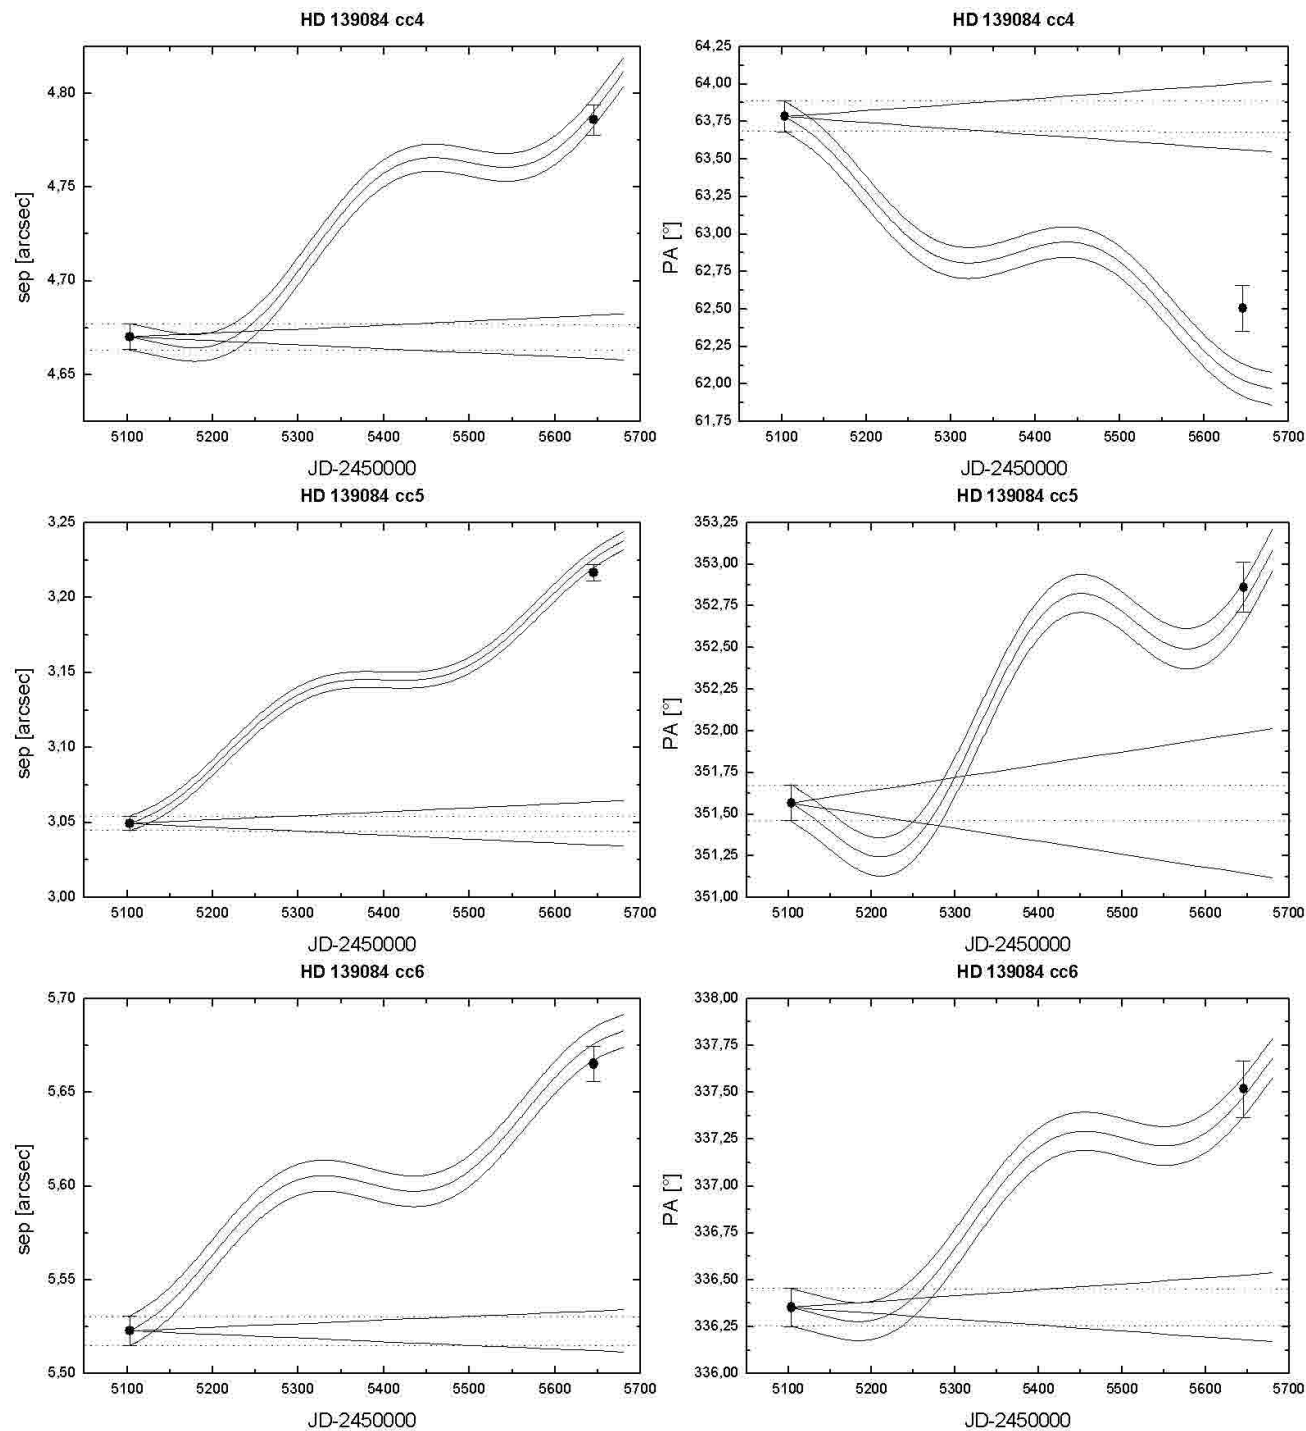 HD 139084 cc4
sep [arcsec]
4,80
4,75
4,70
4,65
5100 5200 5300 5400 5500 5600 5700
JD-2450000
HD 139084 cc4
PA [°]
64,25
64,00
63,75
63,50
63,25
63,00
62,75
62,50
62,25
62,00
61,75
5100 5200 5300 5400 5500 5600 5700
JD-2450000
HD 139084 cc5
sep [arcsec]
3,25
3,20
3,15
3,10
3,05
3,00
5100 5200 5300 5400 5500 5600 5700
JD-2450000
HD 139084 cc5
PA [°]
353,25
353,00
352,75
352,50
352,25
352,00
351,75
351,50
351,25
351,00
5100 5200 5300 5400 5500 5600 5700
JD-2450000
HD 139084 cc6
sep [arcsec]
5,70
5,65
5,60
5,55
5,50
5100 5200 5300 5400 5500 5600 5700
JD-2450000
HD 139084 cc6
PA [°]
338,00
337,75
337,50
337,25
337,00
336,75
336,50
336,25
336,00
5100 5200 5300 5400 5500 5600 5700
JD-2450000